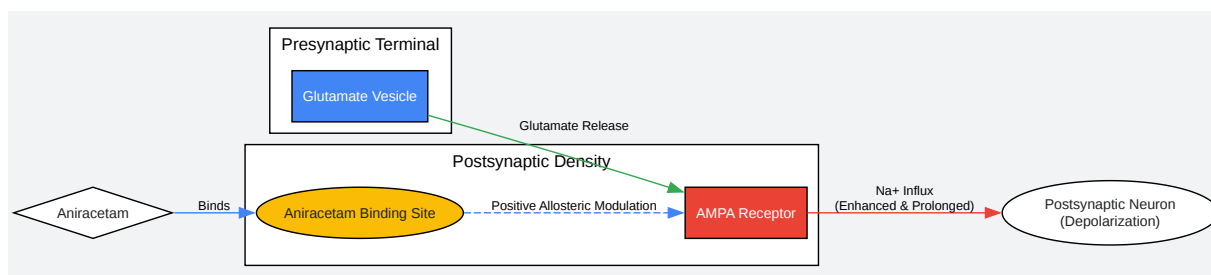 Presynaptic Terminal
Glutamate Vesicle
Glutamate Release
Postsynaptic Density
Aniracetam
Binds
Aniracetam Binding Site
Positive Allosteric Modulation
AMPA Receptor
Na+ Influx
(Enhanced & Prolonged)
Postsynaptic Neuron
(Depolarization)